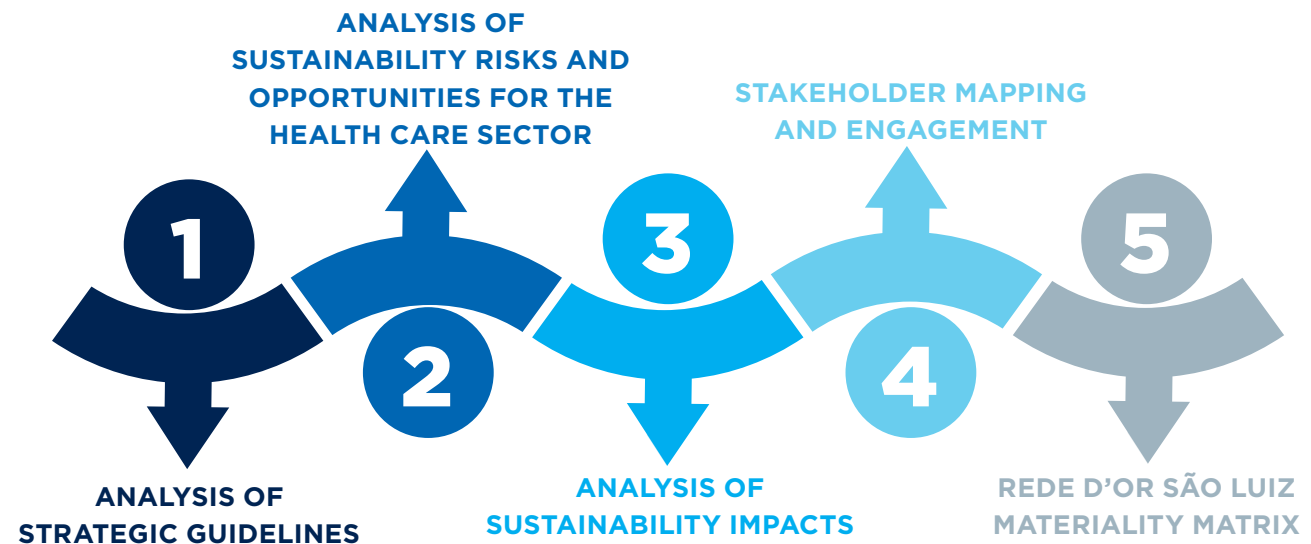 1
ANALYSIS OF
STRATEGIC GUIDELINES
ANALYSIS OF
SUSTAINABILITY RISKS AND
OPPORTUNITIES FOR THE
HEALTH CARE SECTOR
2
3
ANALYSIS OF
SUSTAINABILITY IMPACTS
STAKEHOLDER MAPPING
AND ENGAGEMENT
4
5
REDE D’OR SÃO LUIZ
MATERIALITY MATRIX